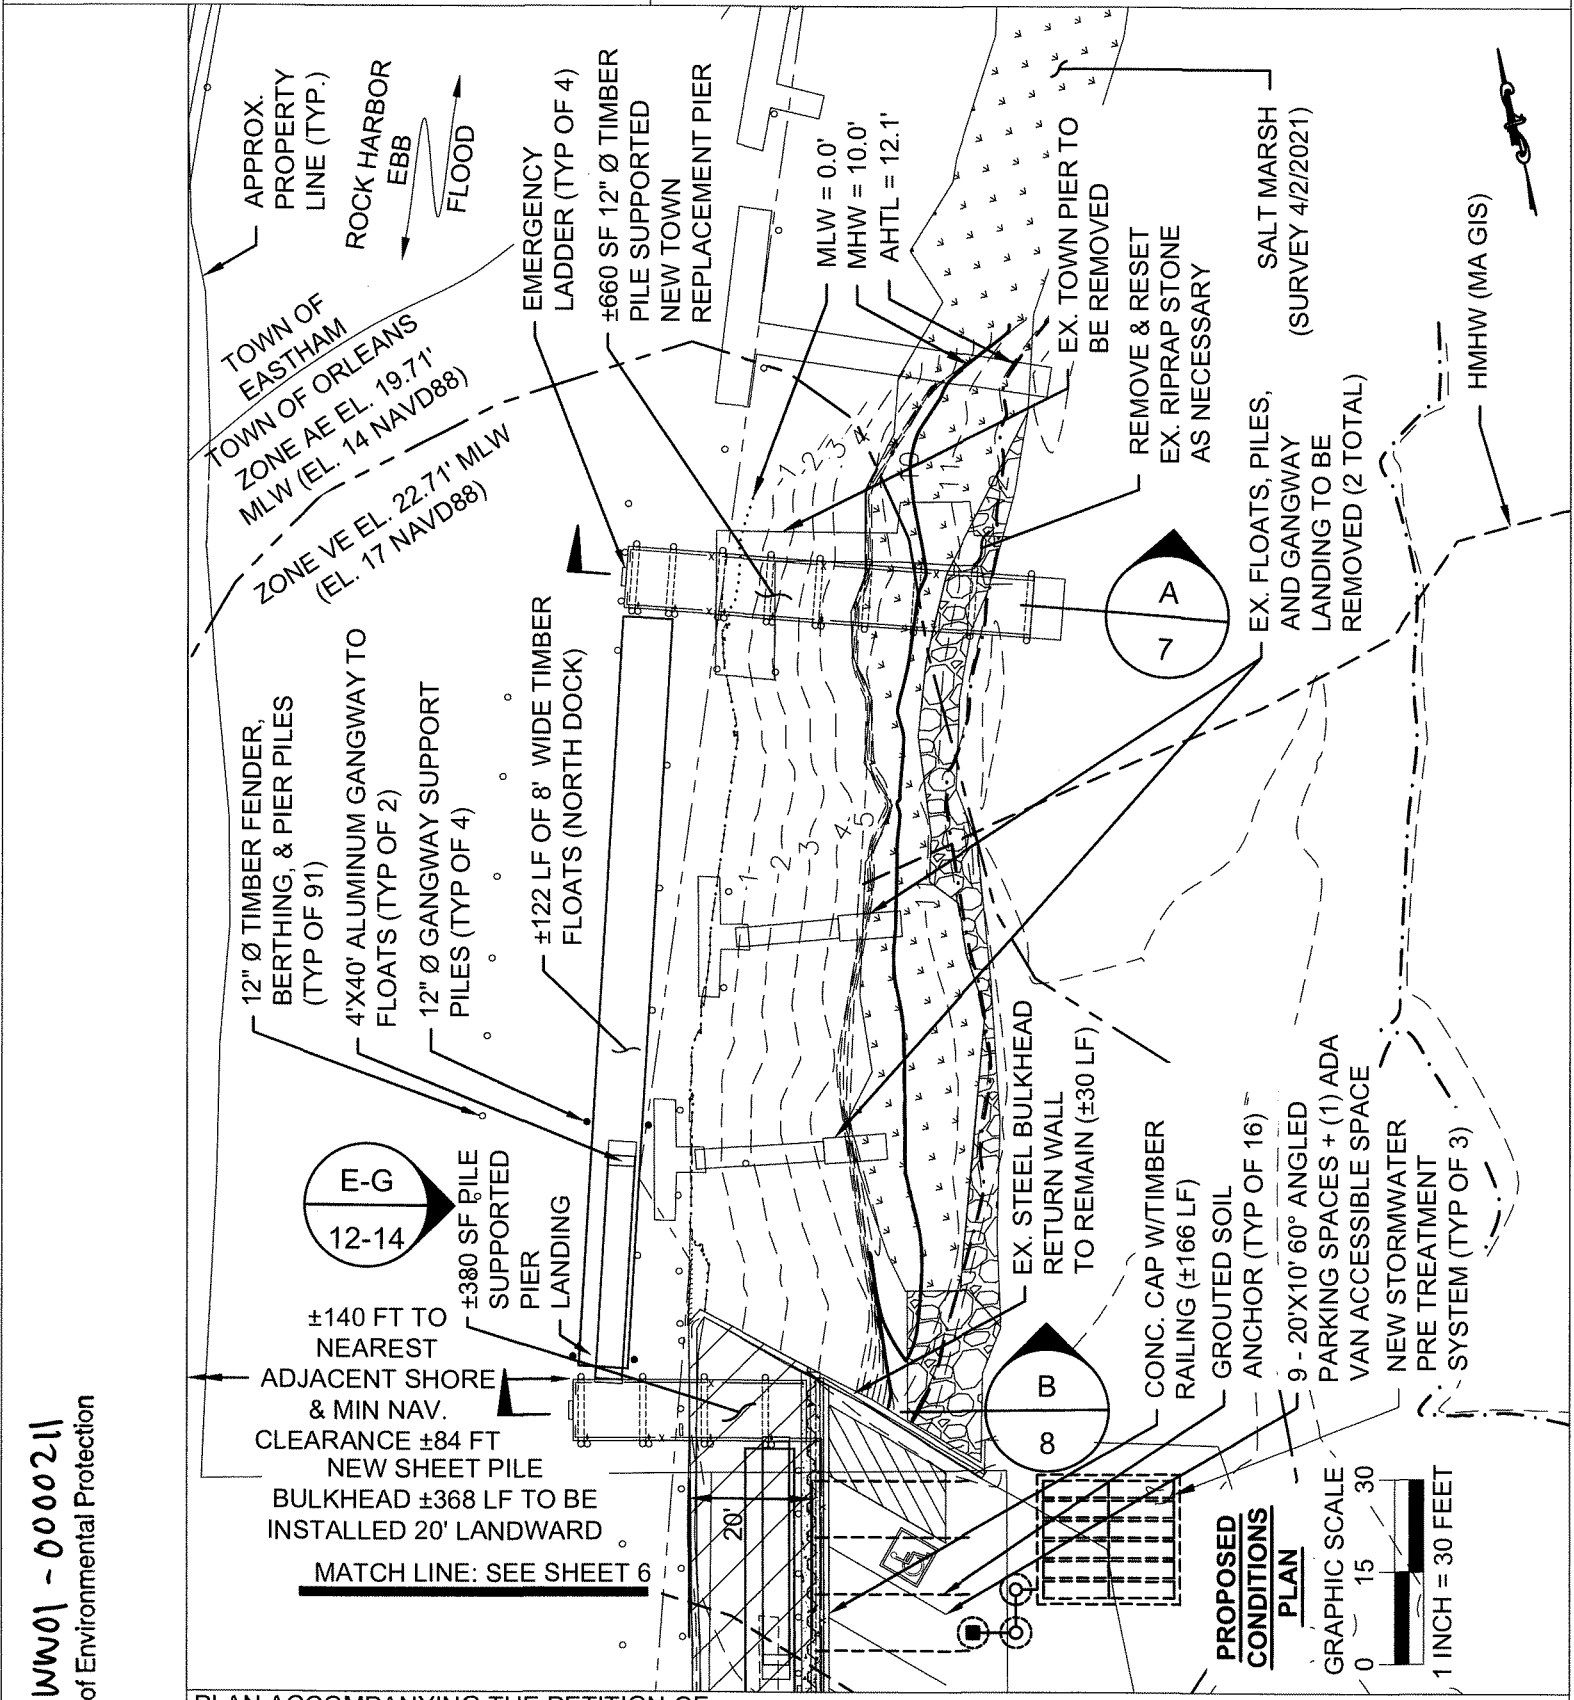 WW01-0000211
of Environmental Protection
APPROX.
PROPERTY
LINE (TYP.)
ROCK HARBOR
EBB
FLOOD
TOWN OF
EASTHAM
TOWN OF ORLEANS
ZONE AE EL. 19.71'
MLW (EL. 14 NAVD88)
ZONE VE EL. 22.71' MLW
(EL. 17 NAVD88)
EMERGENCY
LADDER (TYP OF 4)
±660 SF 12" Ø TIMBER
PILE SUPPORTED
NEW TOWN
REPLACEMENT PIER
MLW = 0.0'
MHW = 10.0'
AHTL = 12.1'
EX. TOWN PIER TO
BE REMOVED
REMOVE & RESET
EX. RIPRAP STONE
AS NECESSARY
SALT MARSH
(SURVEY 4/2/2021)
HMHW (MA GIS)
EX. FLOATS, PILES,
AND GANGWAY
LANDING TO BE
REMOVED (2 TOTAL)
A
7
12" Ø TIMBER FENDER,
BERTHING, & PIER PILES
(TYP OF 91)
4'X40' ALUMINUM GANGWAY TO
FLOATS (TYP OF 2)
12" Ø GANGWAY SUPPORT
PILES (TYP OF 4)
±122 LF OF 8' WIDE TIMBER
FLOATS (NORTH DOCK)
-1
-2
-3
4
10
11
1
2
3
4
5
E-G
12-14
±380 SF PILE
SUPPORTED
PIER
LANDING
±140 FT TO
NEAREST
ADJACENT SHORE
& MIN NAV.
CLEARANCE ±84 FT
NEW SHEET PILE
BULKHEAD ±368 LF TO BE
INSTALLED 20' LANDWARD
MATCH LINE: SEE SHEET 6
20'
EX. STEEL BULKHEAD
RETURN WALL
TO REMAIN (±30 LF)
B
8
CONC. CAP W/TIMBER
RAILING (±166 LF)
GROUTED SOIL
ANCHOR (TYP OF 16)
9 - 20'X10' 60° ANGLED
PARKING SPACES + (1) ADA
VAN ACCESSIBLE SPACE
NEW STORMWATER
PRE TREATMENT
SYSTEM (TYP OF 3)
PROPOSED
CONDITIONS
PLAN
GRAPHIC SCALE
0 15 30
1 INCH = 30 FEET
PLAN ACCOMPANYING THE PETITION OF